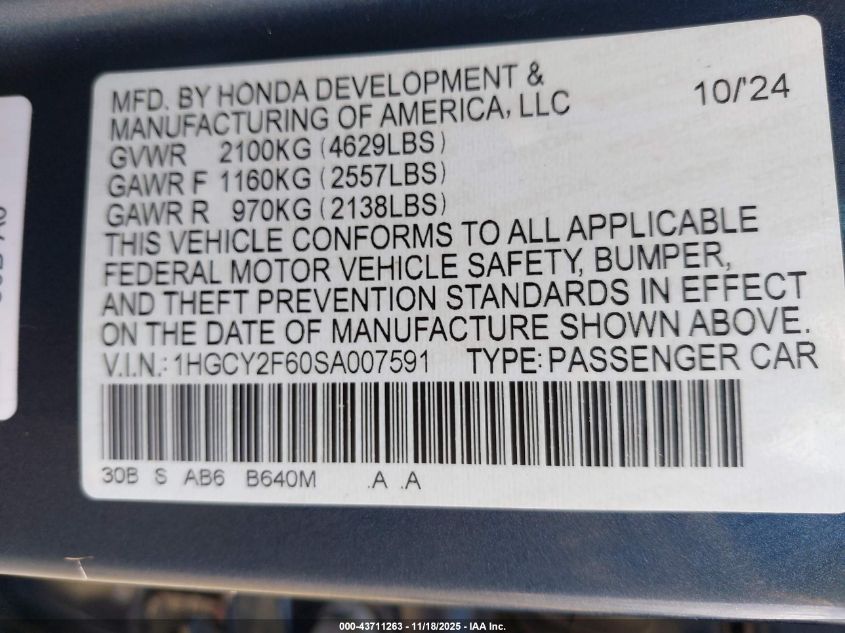 MFD. BY HONDA DEVELOPMENT &
MANUFACTURING OF AMERICA, LLC 10/'24
GVWR 2100KG (4629LBS)
GAWR F 1160KG (2557LBS)
GAWR R 970KG (2138LBS)
THIS VEHICLE CONFORMS TO ALL APPLICABLE
FEDERAL MOTOR VEHICLE SAFETY, BUMPER,
AND THEFT PREVENTION STANDARDS IN EFFECT
ON THE DATE OF MANUFACTURE SHOWN ABOVE.
V.I.N.: 1HGCY2F60SA007591 TYPE: PASSENGER CAR
30B S AB6 B640M .A .A
000-43711263 - 11/18/2025 - IAA Inc.